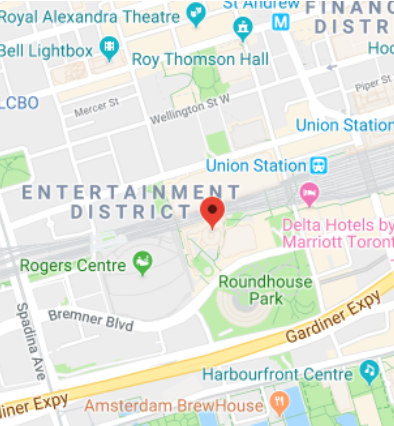 Royal Alexandra Theatre
St Andrew
FINANC
DISTR
Bell Lightbox
Roy Thomson Hall
Hoc
Piper St
LCBO
Mercer St
Wellington St W
Union Station
Union Station
ENTERTAINMENT
DISTRICT
Delta Hotels by
Marriott Toront
Rogers Centre
Roundhouse
Park
Bremner Blvd
Spadina Ave
Gardiner Expy
Harbourfront Centre
diner Expy
Amsterdam BrewHouse